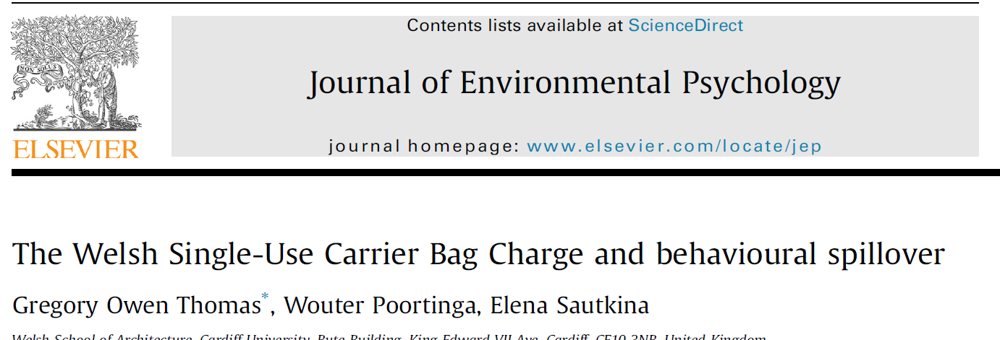 Contents lists available at ScienceDirect
NON SOLUS
Journal of Environmental Psychology
journal homepage: www.elsevier.com/locate/jep
ELSEVIER
The Welsh Single-Use Carrier Bag Charge and behavioural spillover
Gregory Owen Thomas*, Wouter Poortinga, Elena Sautkina
Welsh School of Architecture, Cardiff University, Bute Building, King Edward VII Ave, Cardiff, CF10 3NB, United Kingdom